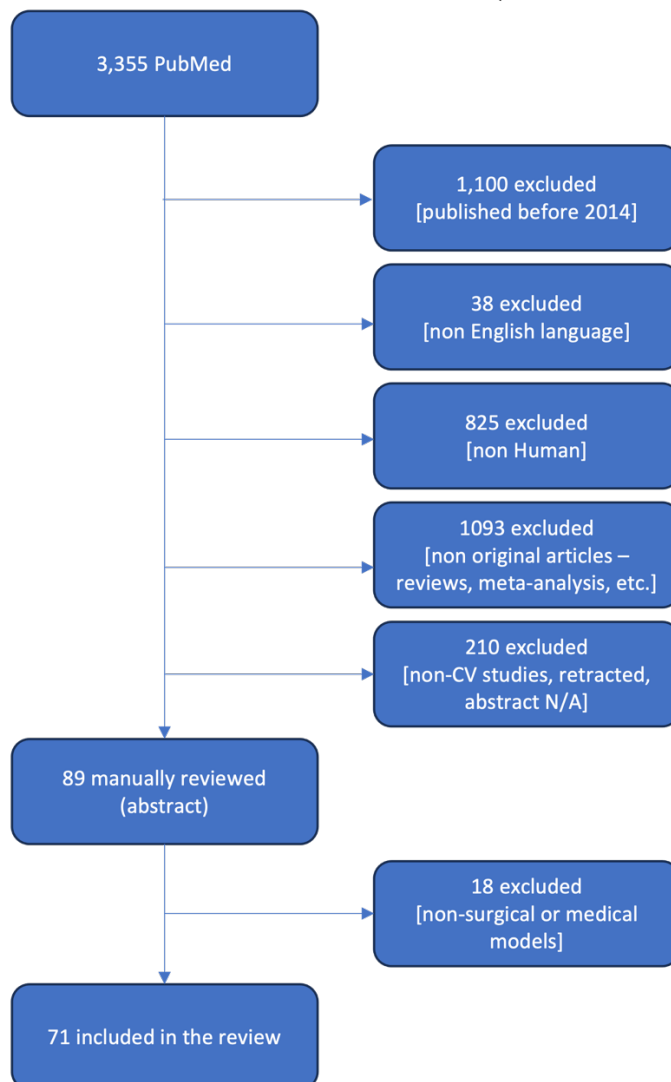 3,355 PubMed
1,100 excluded
[published before 2014]
38 excluded
[non English language]
825 excluded
[non Human]
1093 excluded
[non original articles –
reviews, meta-analysis, etc.]
210 excluded
[non-CV studies, retracted,
abstract N/A]
89 manually reviewed
(abstract)
18 excluded
[non-surgical or medical
models]
71 included in the review